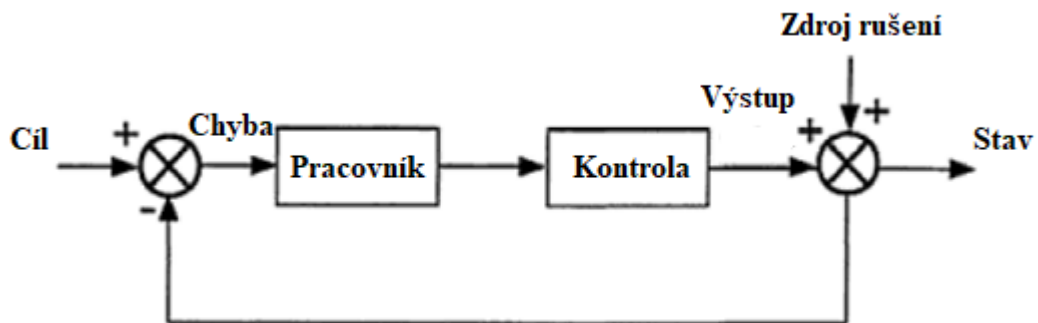 Zdroj rušení
Cíl
+
Chyba
Pracovník
Kontrola
Výstup
+
+
Stav
-